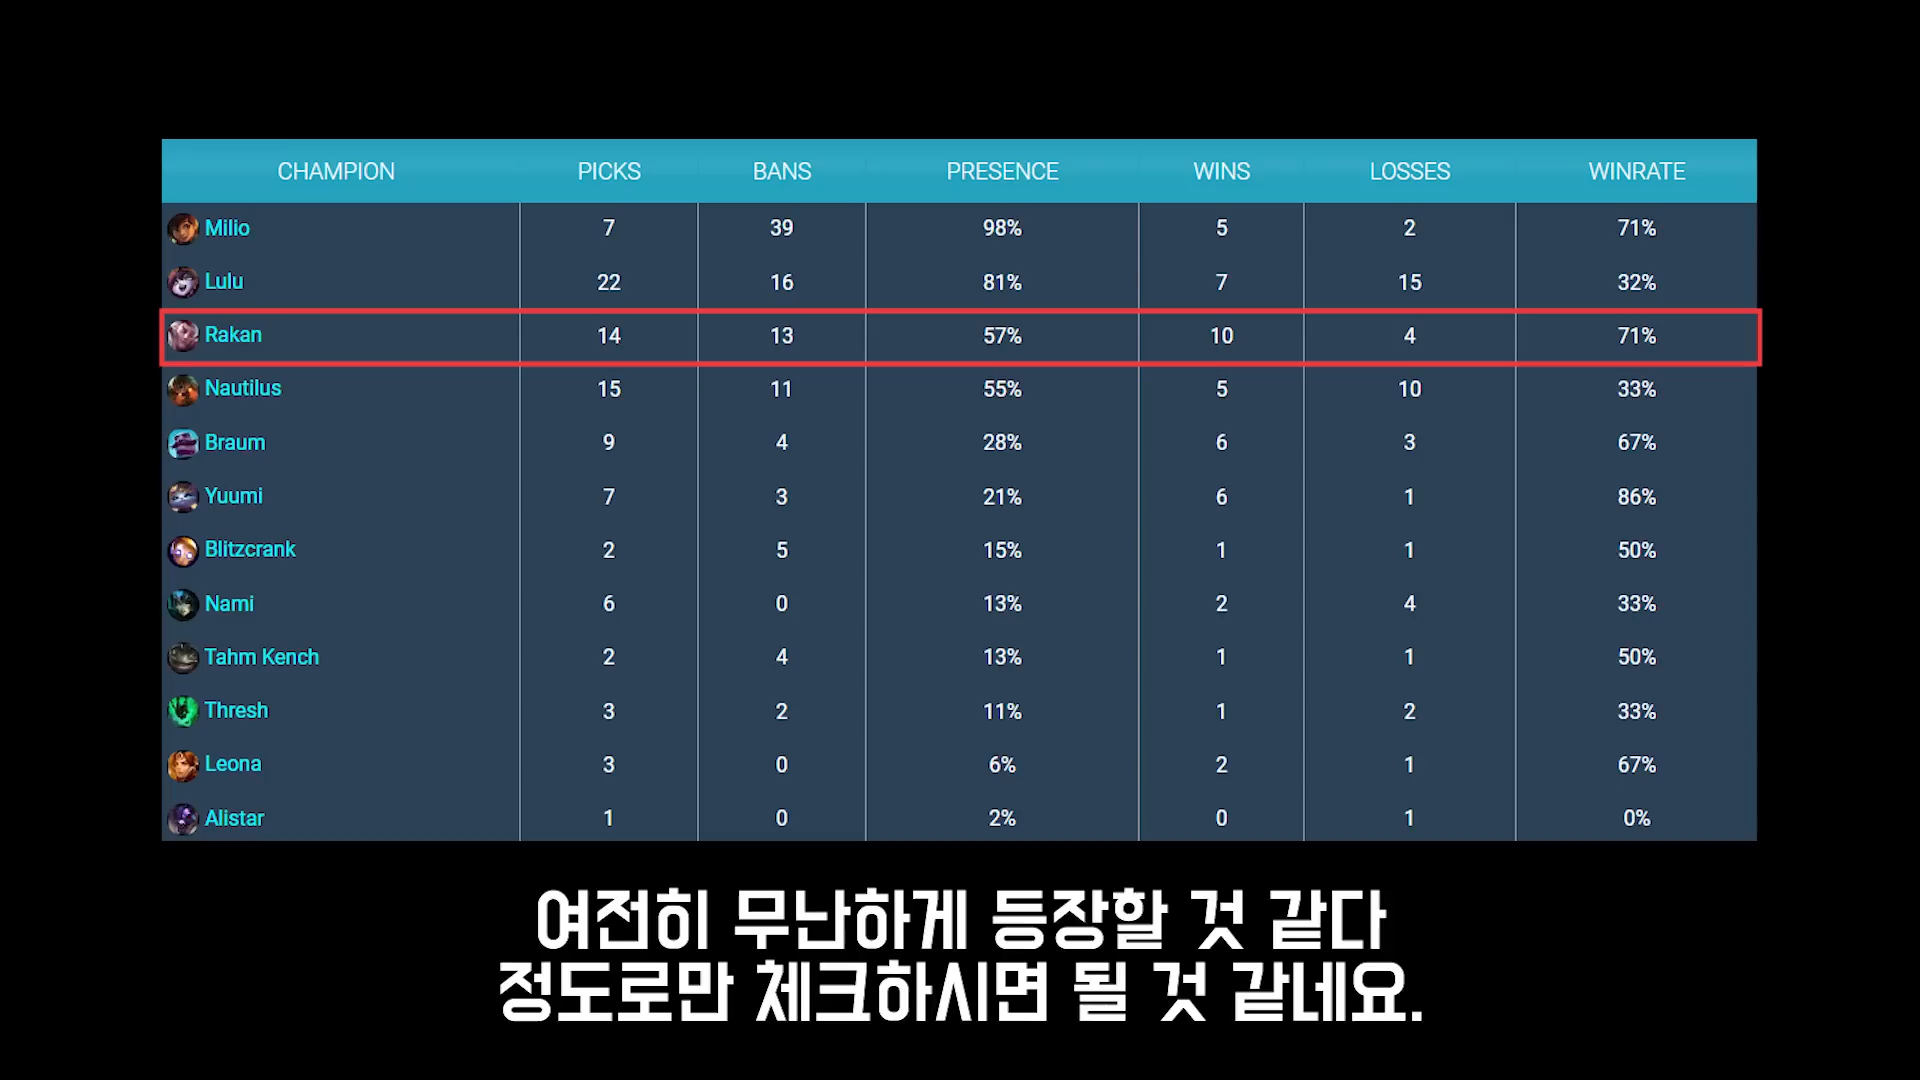 CHAMPION PICKS BANS PRESENCE WINS LOSSES WINRATE
Milio 7 39 98% 5 2 71%
Lulu 22 16 81% 7 15 32%
Rakan 14 13 57% 10 4 71%
Nautilus 15 11 55% 5 10 33%
Braum 9 4 28% 6 3 67%
Yuumi 7 3 21% 6 1 86%
Blitzcrank 2 5 15% 1 1 50%
Nami 6 0 13% 2 4 33%
Tahm Kench 2 4 13% 1 1 50%
Thresh 3 2 11% 1 2 33%
Leona 3 0 6% 2 1 67%
Alistar 1 0 2% 0 1 0%
여전히 무난하게 등장할 것 같다
정도로만 체크하시면 될 것 같네요.